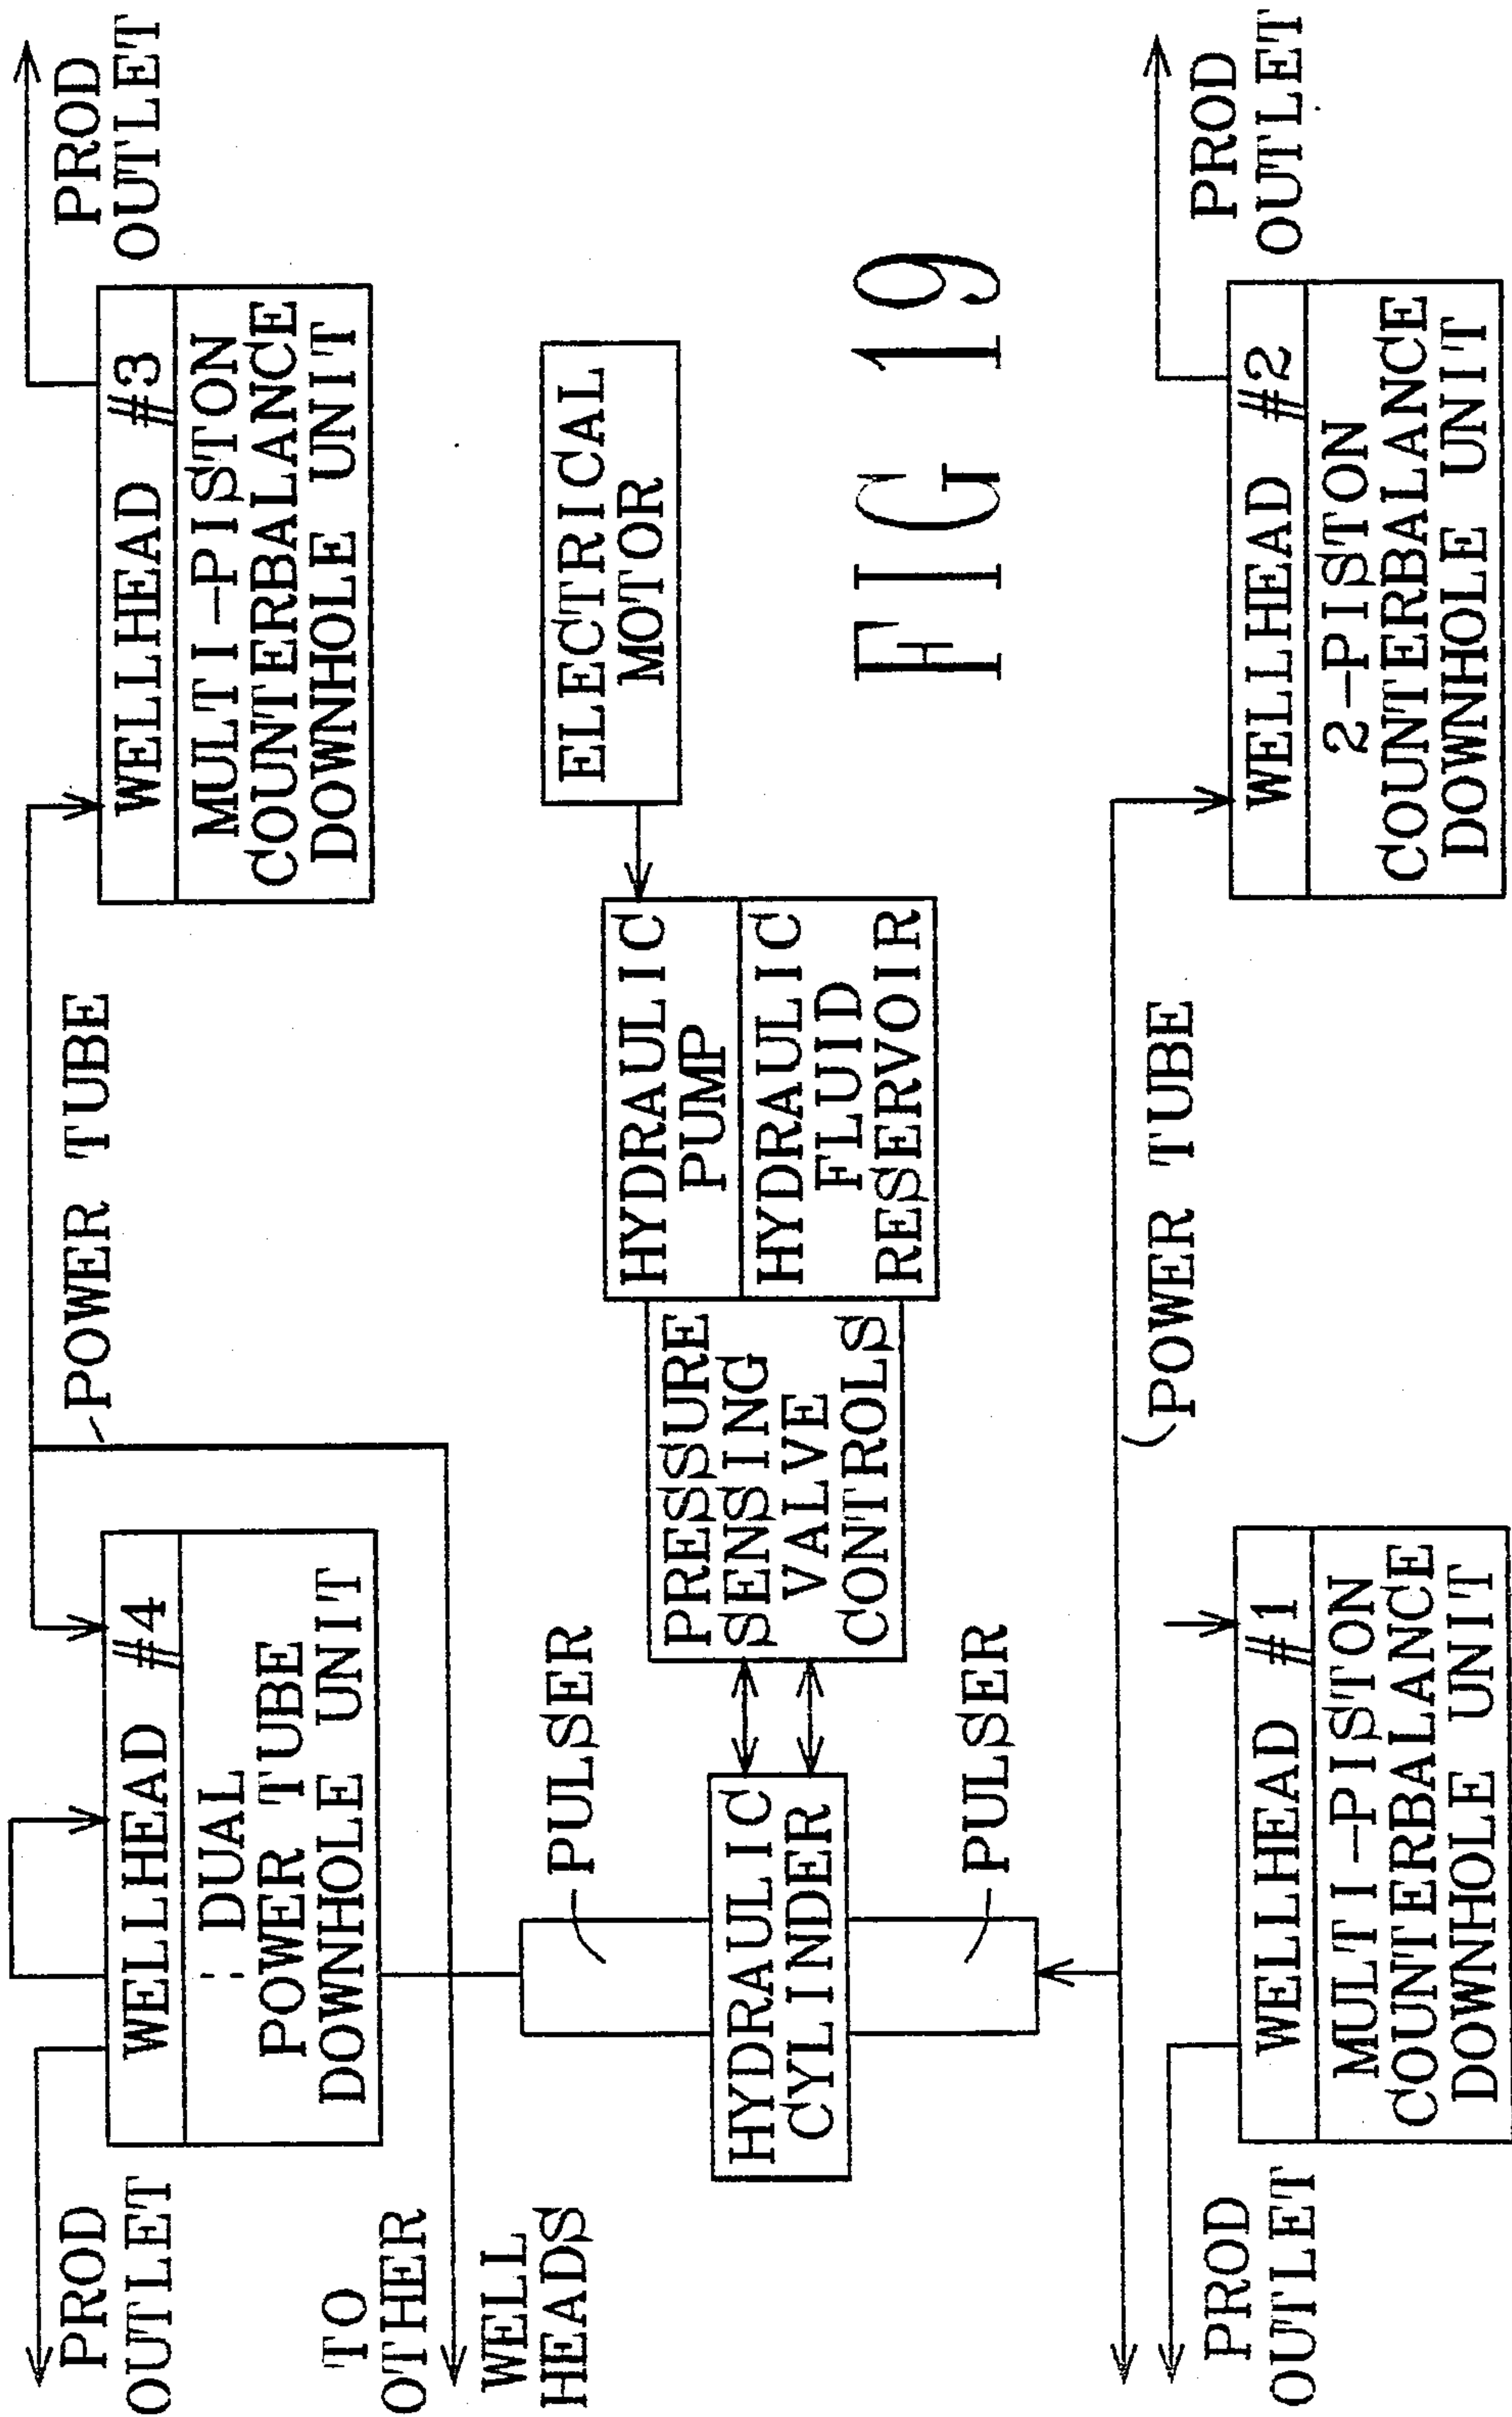 PROD
OUTLET
WELLHEAD #4
DUAL
POWER TUBE
DOWNHOLE UNIT
POWER TUBE
WELLHEAD #3
MULTI-PISTON
COUNTERBALANCE
DOWNHOLE UNIT
PROD
OUTLET
TO
OTHER
WELL
HEADS
PULSER
HYDRAULIC
CYLINDER
PULSER
PRESSURE
SENSING
VALVE
CONTROLS
HYDRAULIC
PUMP
HYDRAULIC
FLUID
RESERVOIR
ELECTRICAL
MOTOR
FIG 19
PROD
OUTLET
WELLHEAD #1
MULTI-PISTON
COUNTERBALANCE
DOWNHOLE UNIT
POWER TUBE
WELLHEAD #2
2-PISTON
COUNTERBALANCE
DOWNHOLE UNIT
PROD
OUTLET